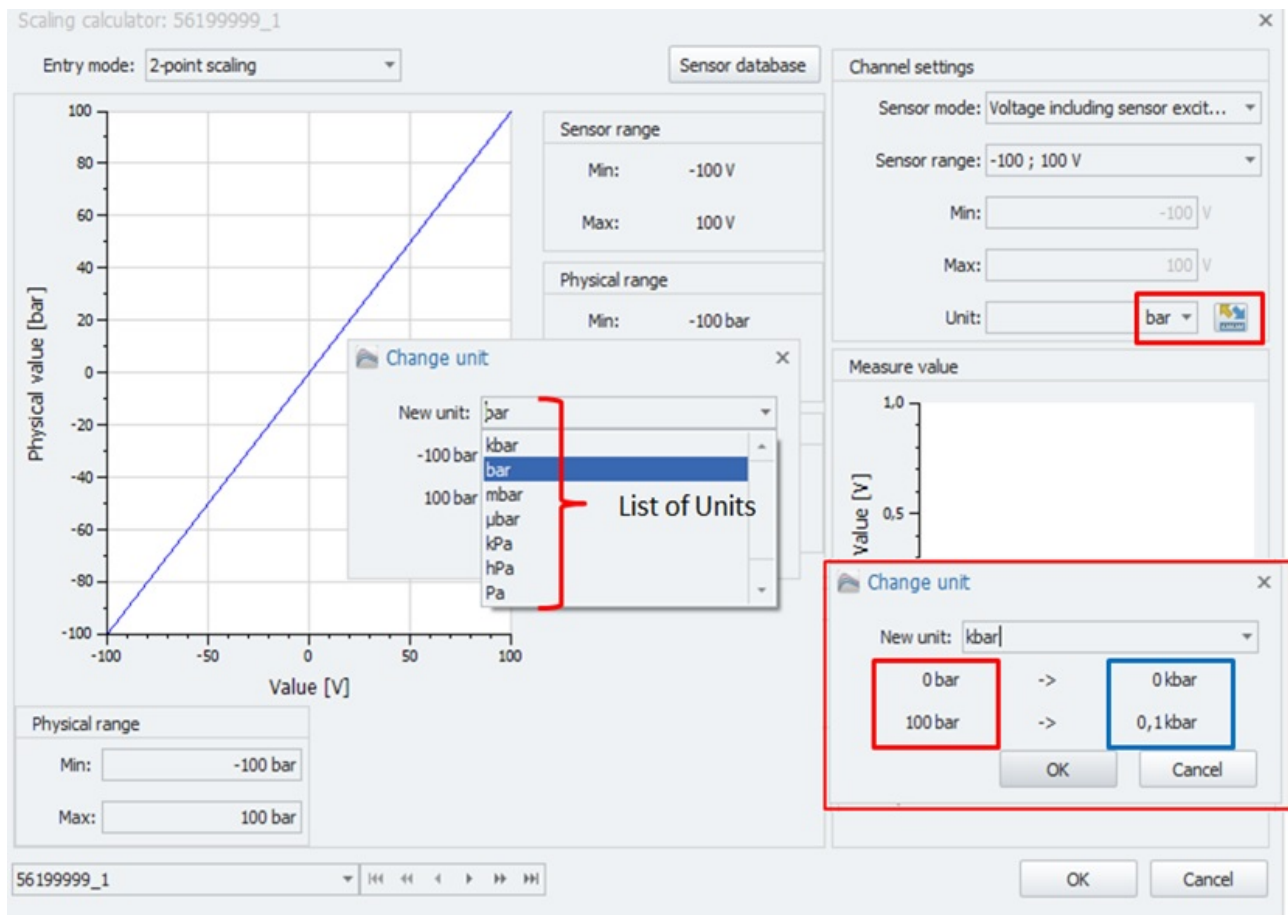 Scaling calculator: 56199999_1
Entry mode: 2-point scaling
Sensor database
100
80
60
40
20
0
-20
-40
-60
-80
-100
Physical value [bar]
-100 -50 0 50 100
Value [V]
Sensor range
Min: -100 V
Max: 100 V
Physical range
Min: -100 bar
Change unit
New unit: bar
-100 bar
100 bar
kbar
bar
mbar
µbar
kPa
hPa
Pa
List of Units
Channel settings
Sensor mode: Voltage including sensor excit...
Sensor range: -100 ; 100 V
Min: -100 V
Max: 100 V
Unit: bar
Measure value
1,0
0,5
Value [V]
Change unit
New unit: kbar
0 bar -> 0 kbar
100 bar -> 0,1 kbar
OK Cancel
Physical range
Min: -100 bar
Max: 100 bar
56199999_1
OK Cancel